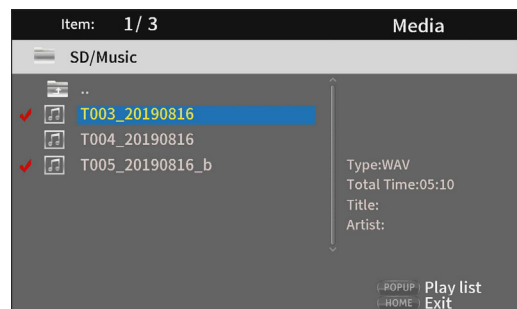 Item: 1/ 3 Media
SD/Music
..
T003_20190816
T004_20190816
T005_20190816_b
Type:WAV
Total Time:05:10
Title:
Artist:
POPUP Play list
HOME Exit